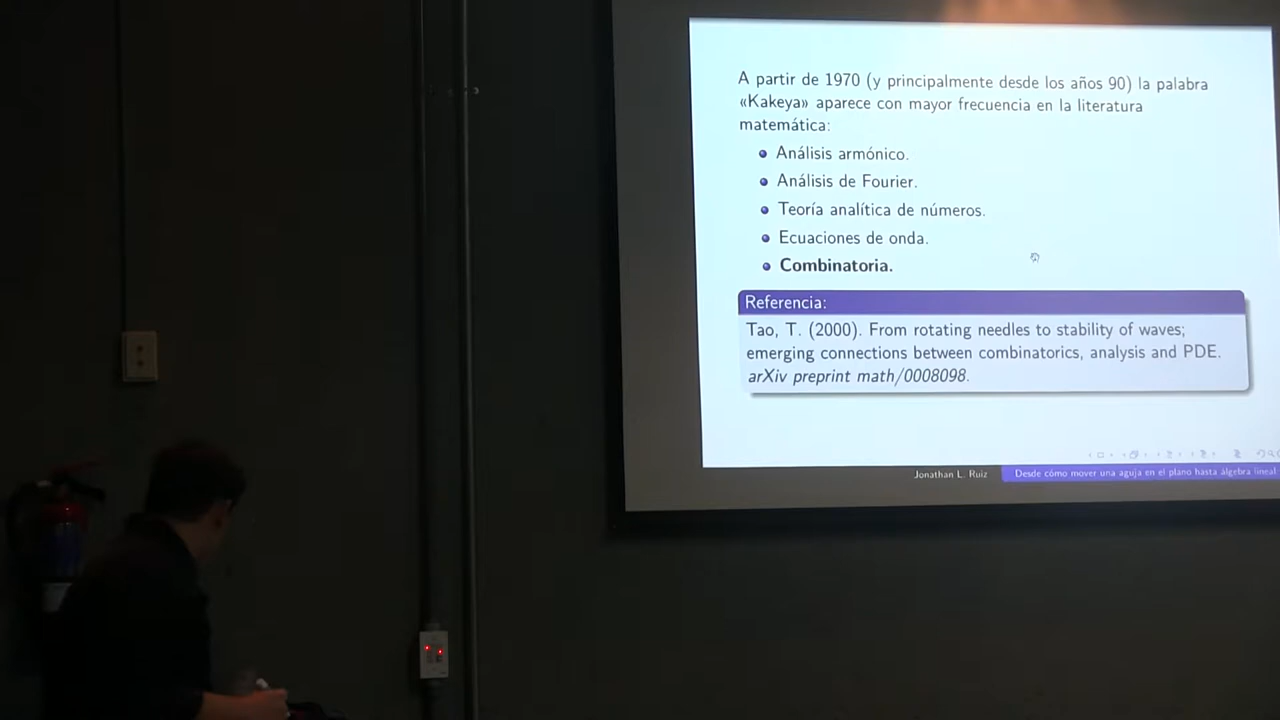 A partir de 1970 (y principalmente desde los años 90) la palabra
«Kakeya» aparece con mayor frecuencia en la literatura
matemática:
Análisis armónico.
Análisis de Fourier.
Teoría analítica de números.
Ecuaciones de onda.
Combinatoria.
Referencia:
Tao, T. (2000). From rotating needles to stability of waves;
emerging connections between combinatorics, analysis and PDE.
arXiv preprint math/0008098.
Jonathan L. Ruiz
Desde cómo mover una aguja en el plano hasta álgebra lineal